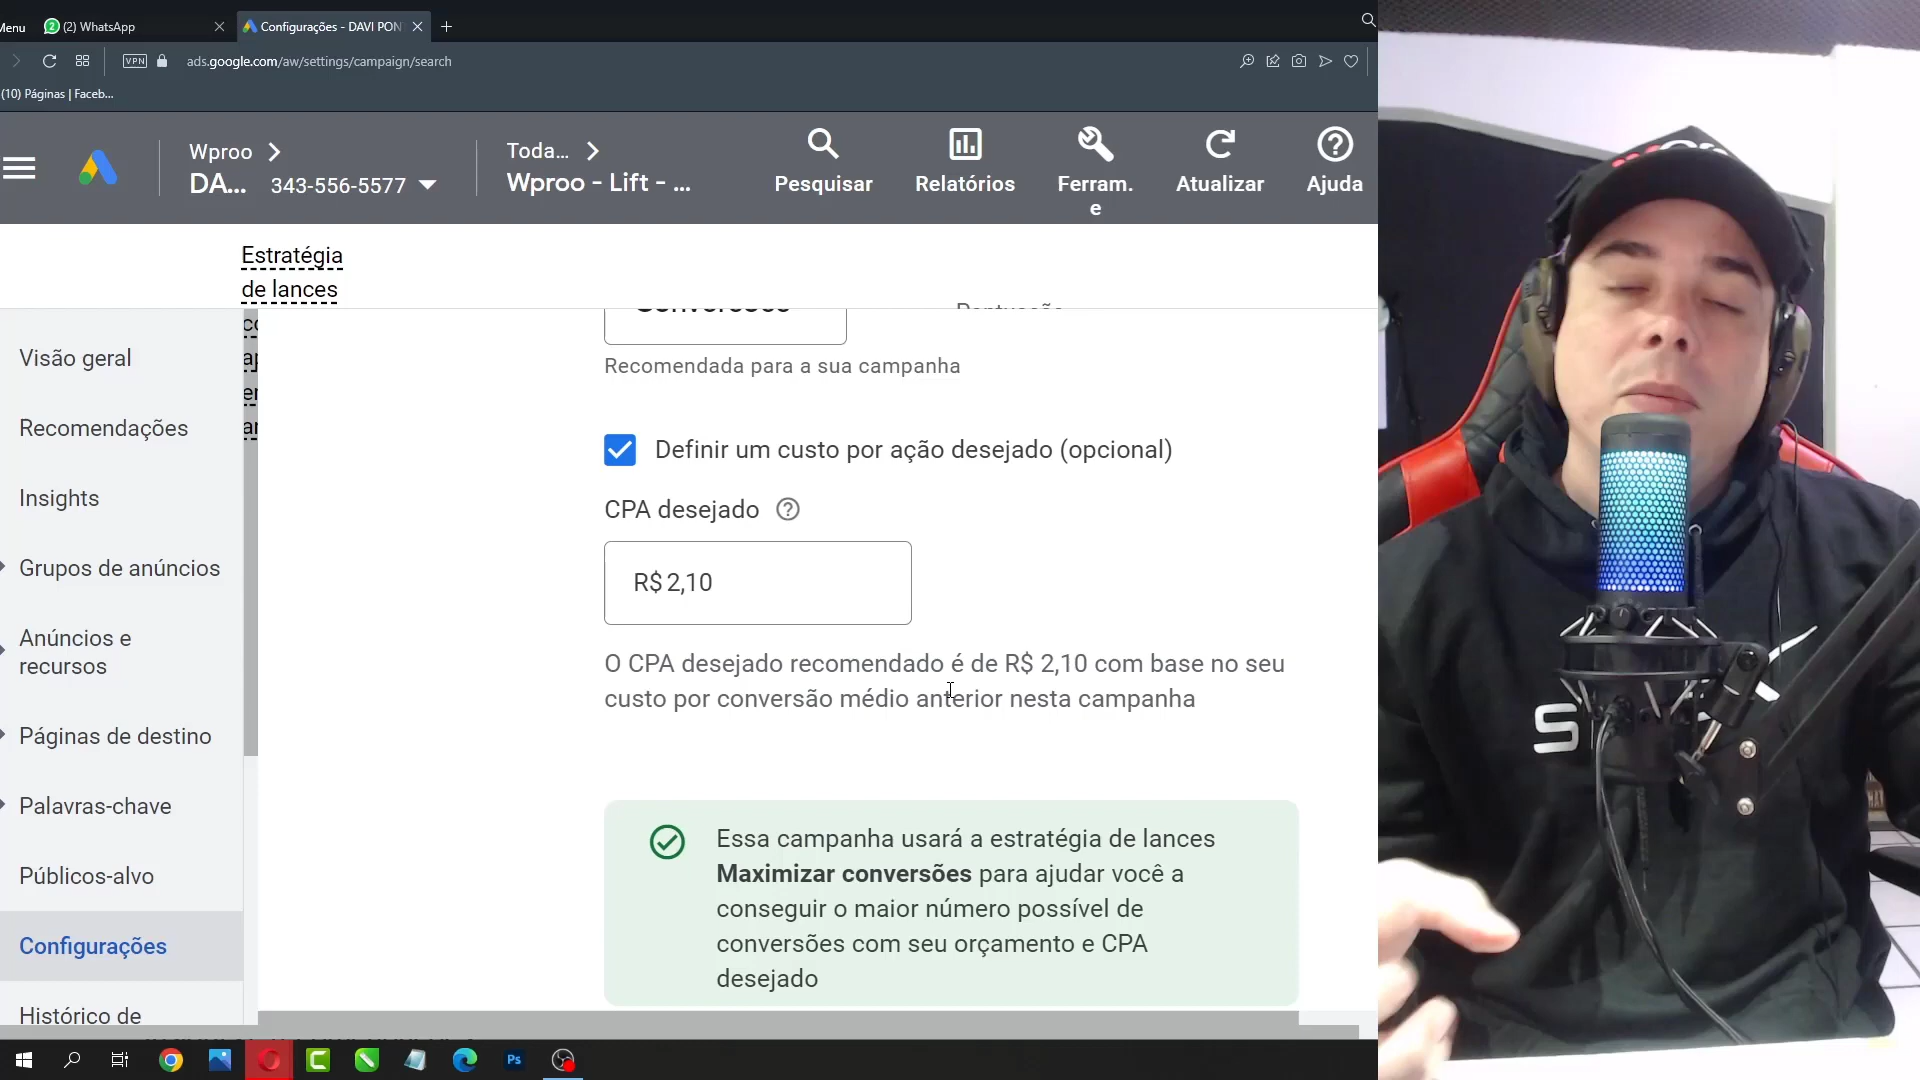 Menu
(2) WhatsApp
Configurações - DAVI PON
VPN
ads.google.com/aw/settings/campaign/search
(10) Páginas | Faceb...
Wproo
DA...
343-556-5577
Toda...
Wproo - Lift - ...
Pesquisar
Relatórios
Ferram.
e
Atualizar
Ajuda
Estratégia
de lances
Visão geral
Recomendações
Insights
Grupos de anúncios
Anúncios e
recursos
Páginas de destino
Palavras-chave
Públicos-alvo
Configurações
Histórico de
Conversões
Pontuação
Recomendada para a sua campanha
Definir um custo por ação desejado (opcional)
CPA desejado
R$ 2,10
O CPA desejado recomendado é de R$ 2,10 com base no seu
custo por conversão médio anterior nesta campanha
Essa campanha usará a estratégia de lances
Maximizar conversões para ajudar você a
conseguir o maior número possível de
conversões com seu orçamento e CPA
desejado
Ps